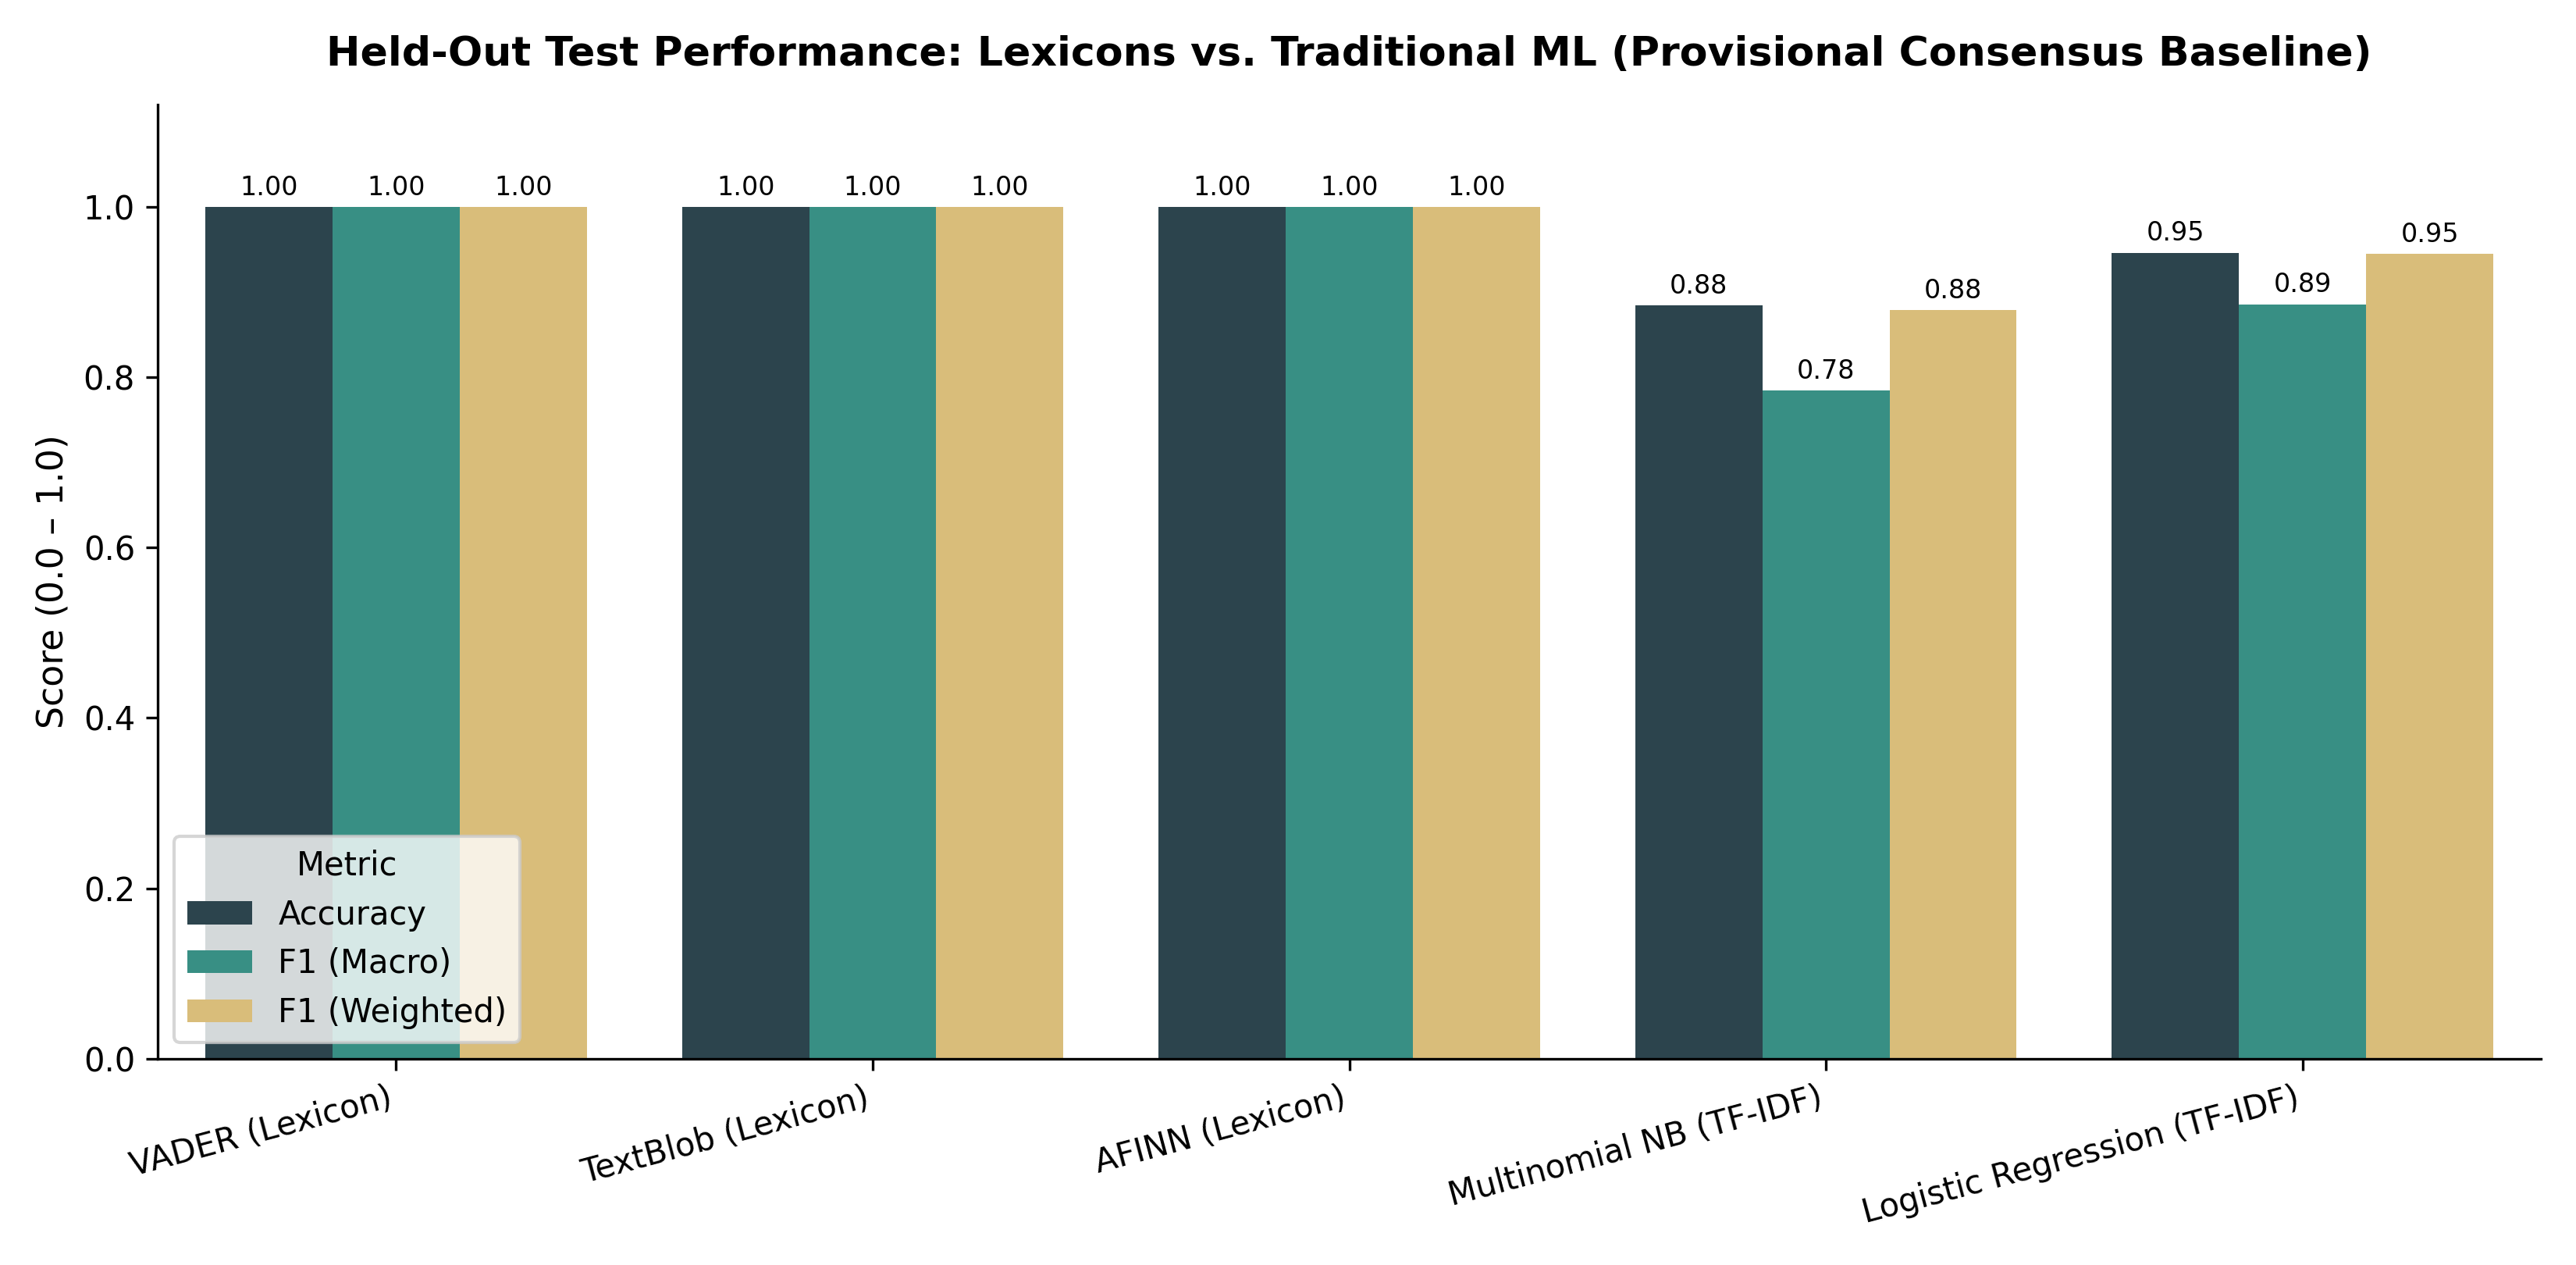 Held-Out Test Performance: Lexicons vs. Traditional ML (Provisional Consensus Baseline)
Score (0.0 – 1.0)
1.0
0.8
0.6
0.4
0.2
0.0
1.00 1.00 1.00
1.00 1.00 1.00
1.00 1.00 1.00
0.88 0.78 0.88
0.95 0.89 0.95
Metric
Accuracy
F1 (Macro)
F1 (Weighted)
VADER (Lexicon)
TextBlob (Lexicon)
AFINN (Lexicon)
Multinomial NB (TF-IDF)
Logistic Regression (TF-IDF)